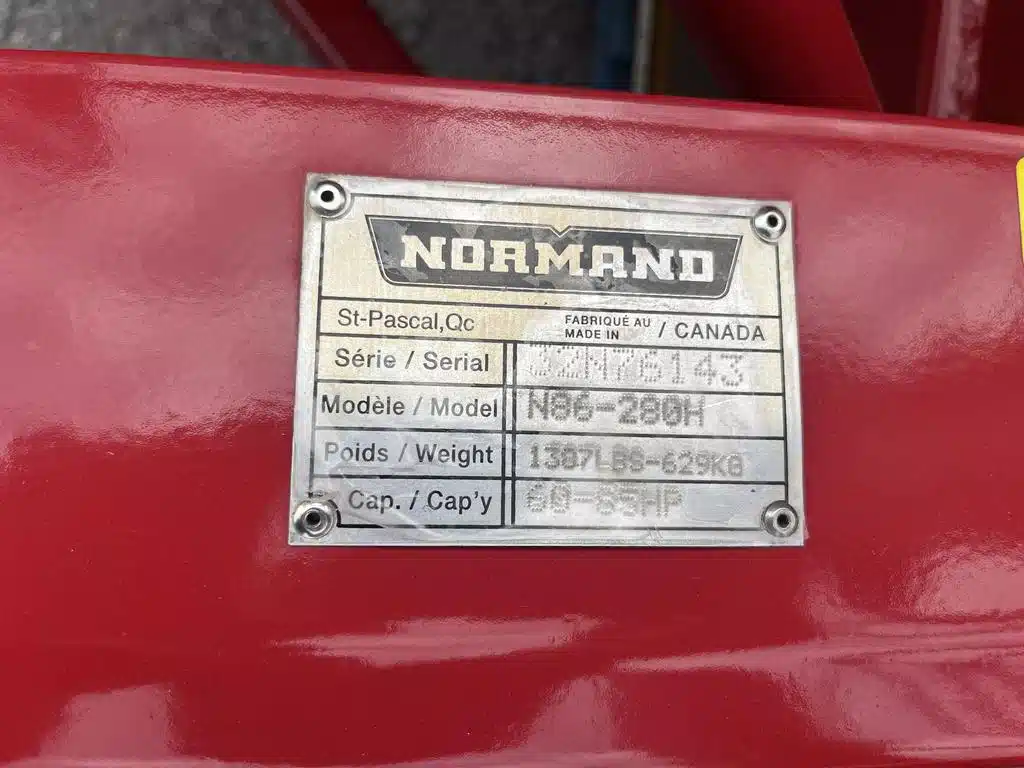 NORMAND
St-Pascal,Qc FABRIQUÉ AU MADE IN / CANADA
Série / Serial 32M76143
Modèle / Model N86-280H
Poids / Weight 1387LBS-629KG
Cap. / Cap'y 60-85HP